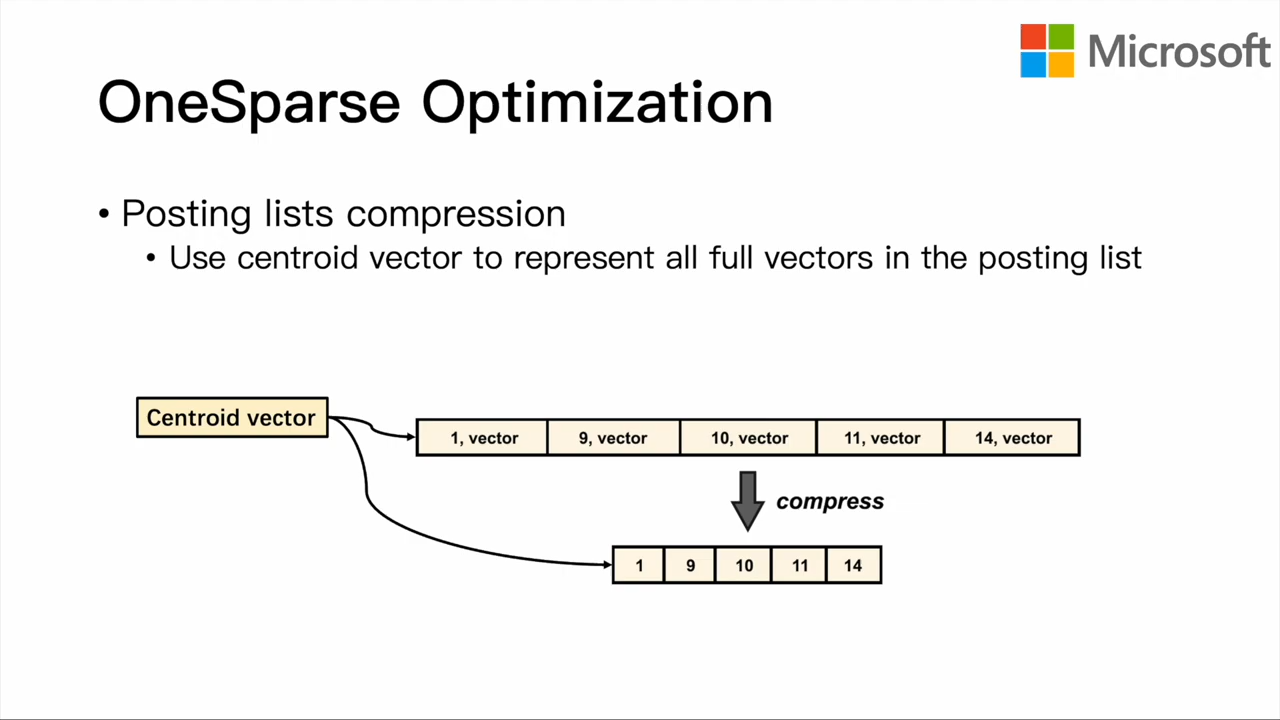 Microsoft
OneSparse Optimization
• Posting lists compression
• Use centroid vector to represent all full vectors in the posting list
Centroid vector
1, vector 9, vector 10, vector 11, vector 14, vector
compress
1 9 10 11 14